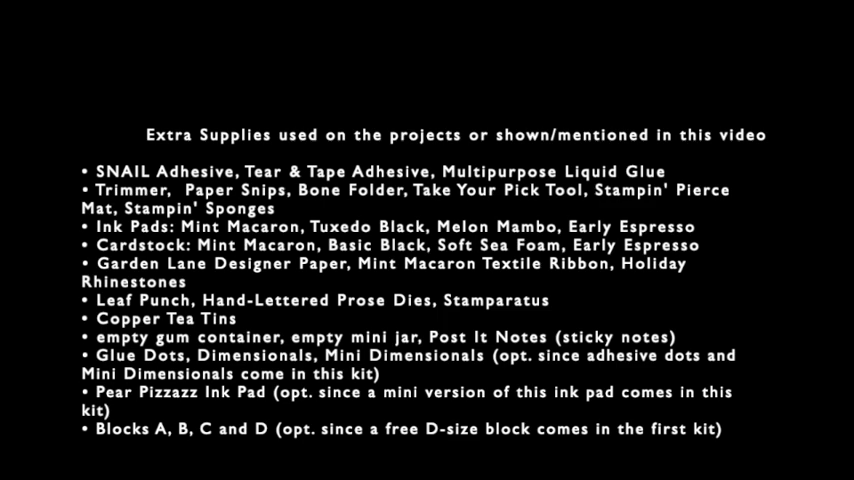 Extra Supplies used on the projects or shown/mentioned in this video
• SNAIL Adhesive, Tear & Tape Adhesive, Multipurpose Liquid Glue
• Trimmer, Paper Snips, Bone Folder, Take Your Pick Tool, Stampin' Pierce
Mat, Stampin' Sponges
• Ink Pads: Mint Macaron, Tuxedo Black, Melon Mambo, Early Espresso
• Cardstock: Mint Macaron, Basic Black, Soft Sea Foam, Early Espresso
• Garden Lane Designer Paper, Mint Macaron Textile Ribbon, Holiday
Rhinestones
• Leaf Punch, Hand-Lettered Prose Dies, Stamparatus
• Copper Tea Tins
• empty gum container, empty mini jar, Post It Notes (sticky notes)
• Glue Dots, Dimensionals, Mini Dimensionals (opt. since adhesive dots and
Mini Dimensionals come in this kit)
• Pear Pizzazz Ink Pad (opt. since a mini version of this ink pad comes in this
kit)
• Blocks A, B, C and D (opt. since a free D-size block comes in the first kit)